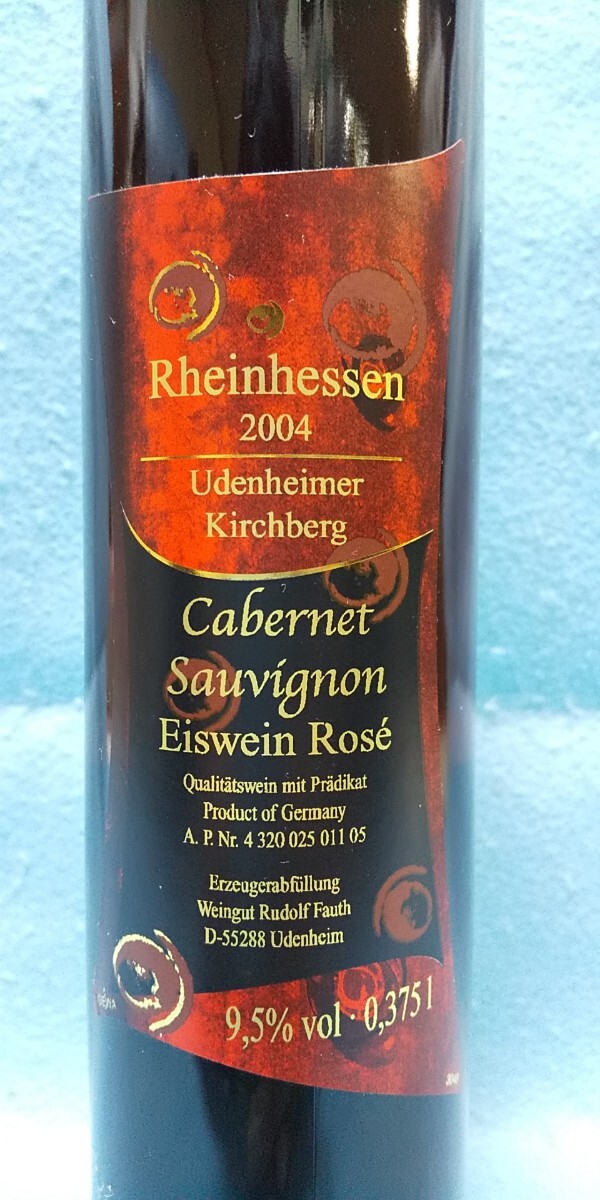 Rheinhessen
2004
Udenheimer
Kirchberg
Cabernet
Sauvignon
Eiswein Rosé
Qualitätswein mit Prädikat
Product of Germany
A. P. Nr. 4 320 025 011 05
Erzeugerabfüllung
Weingut Rudolf Fauth
D-55288 Udenheim
9,5% vol · 0,375 l